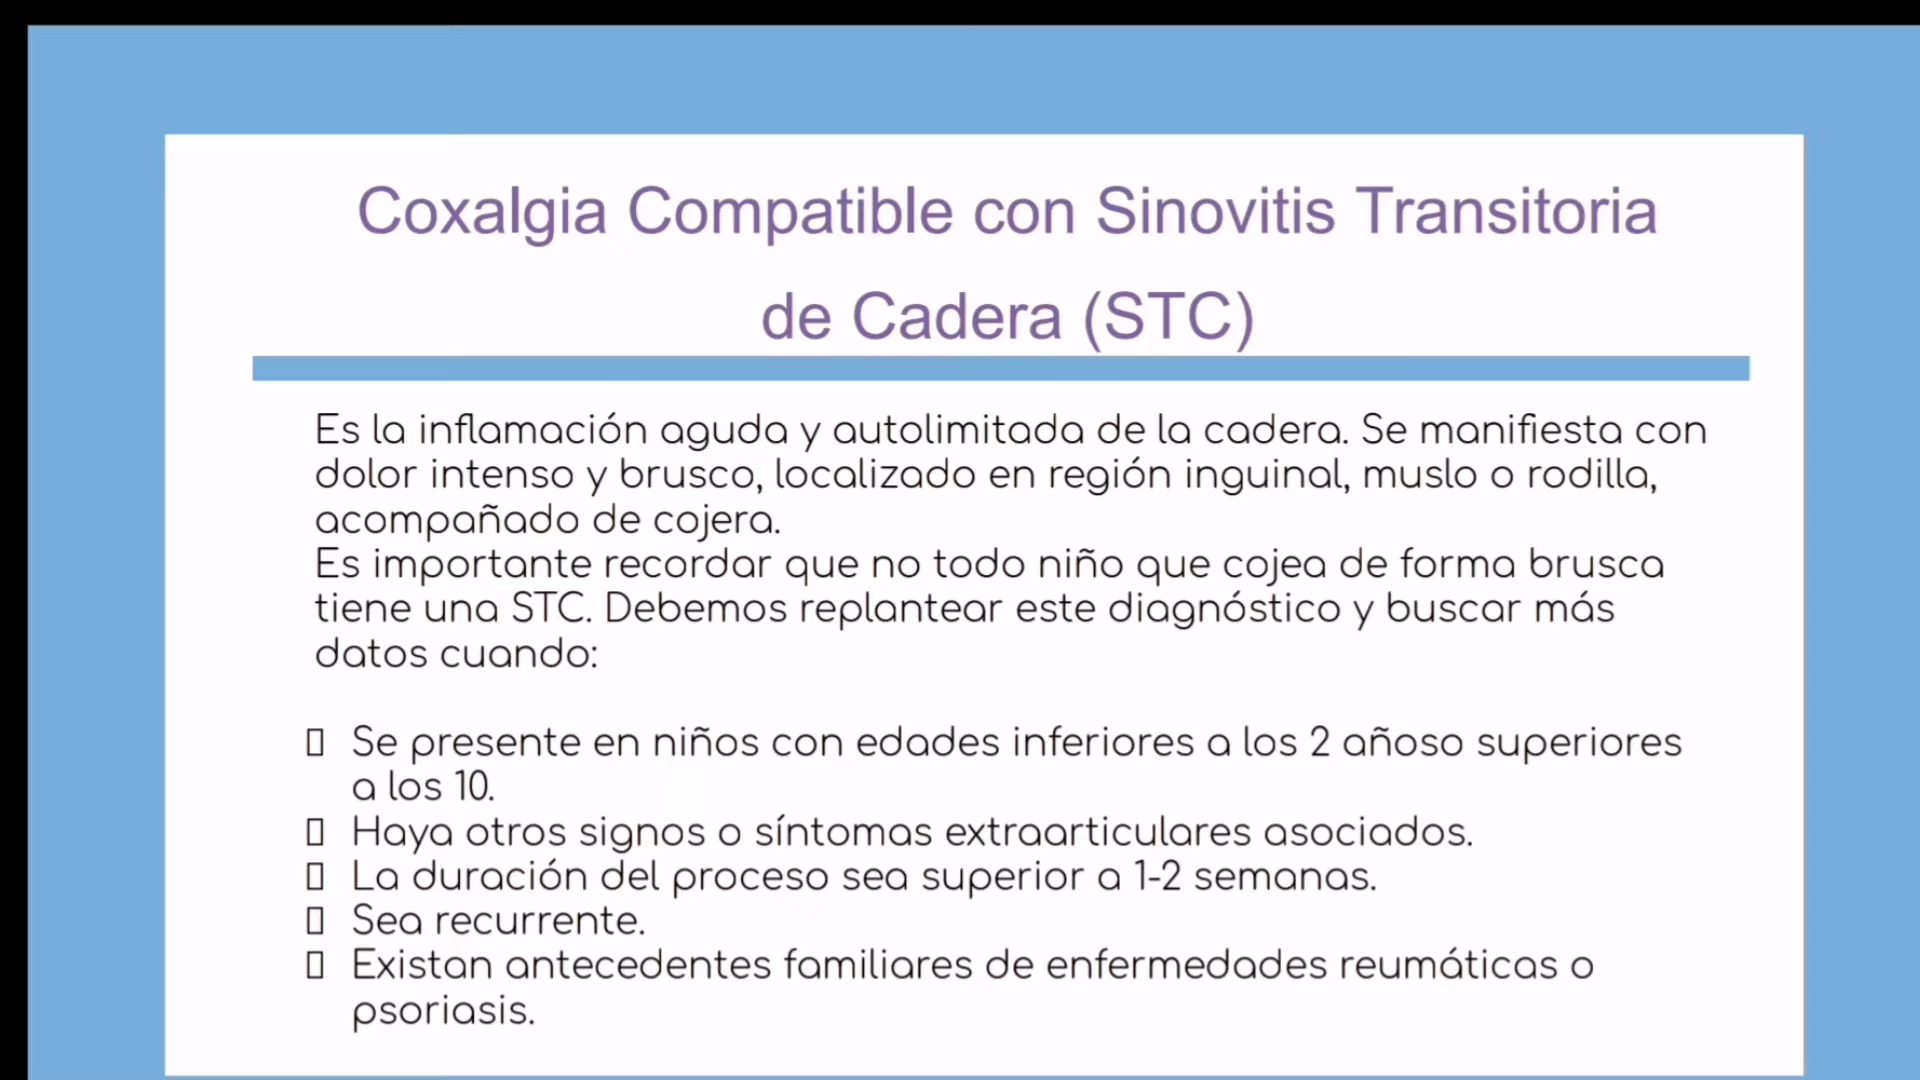 Coxalgia Compatible con Sinovitis Transitoria
de Cadera (STC)
Es la inflamación aguda y autolimitada de la cadera. Se manifiesta con
dolor intenso y brusco, localizado en región inguinal, muslo o rodilla,
acompañado de cojera.
Es importante recordar que no todo niño que cojea de forma brusca
tiene una STC. Debemos replantear este diagnóstico y buscar más
datos cuando:
Se presente en niños con edades inferiores a los 2 añoso superiores
a los 10.
Haya otros signos o síntomas extraarticulares asociados.
La duración del proceso sea superior a 1-2 semanas.
Sea recurrente.
Existan antecedentes familiares de enfermedades reumáticas o
psoriasis.